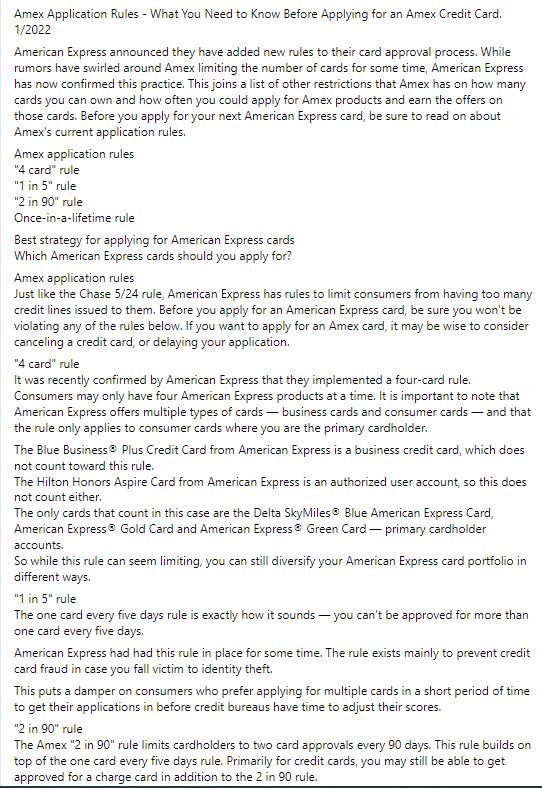 Amex Application Rules - What You Need to Know Before Applying for an Amex Credit Card.
1/2022
American Express announced they have added new rules to their card approval process. While
rumors have swirled around Amex limiting the number of cards for some time, American Express
has now confirmed this practice. This joins a list of other restrictions that Amex has on how many
cards you can own and how often you could apply for Amex products and earn the offers on
those cards. Before you apply for your next American Express card, be sure to read on about
Amex's current application rules.
Amex application rules
"4 card" rule
"1 in 5" rule
"2 in 90" rule
Once-in-a-lifetime rule
Best strategy for applying for American Express cards
Which American Express cards should you apply for?
Amex application rules
Just like the Chase 5/24 rule, American Express has rules to limit consumers from having too many
credit lines issued to them. Before you apply for an American Express card, be sure you won't be
violating any of the rules below. If you want to apply for an Amex card, it may be wise to consider
canceling a credit card, or delaying your application.
"4 card" rule
It was recently confirmed by American Express that they implemented a four-card rule.
Consumers may only have four American Express products at a time. It is important to note that
American Express offers multiple types of cards — business cards and consumer cards — and that
the rule only applies to consumer cards where you are the primary cardholder.
The Blue Business® Plus Credit Card from American Express is a business credit card, which does
not count toward this rule.
The Hilton Honors Aspire Card from American Express is an authorized user account, so this does
not count either.
The only cards that count in this case are the Delta SkyMiles® Blue American Express Card,
American Express® Gold Card and American Express® Green Card — primary cardholder
accounts.
So while this rule can seem limiting, you can still diversify your American Express card portfolio in
different ways.
"1 in 5" rule
The one card every five days rule is exactly how it sounds — you can't be approved for more than
one card every five days.
American Express had had this rule in place for some time. The rule exists mainly to prevent credit
card fraud in case you fall victim to identity theft.
This puts a damper on consumers who prefer applying for multiple cards in a short period of time
to get their applications in before credit bureaus have time to adjust their scores.
"2 in 90" rule
The Amex "2 in 90" rule limits cardholders to two card approvals every 90 days. This rule builds on
top of the one card every five days rule. Primarily for credit cards, you may still be able to get
approved for a charge card in addition to the 2 in 90 rule.